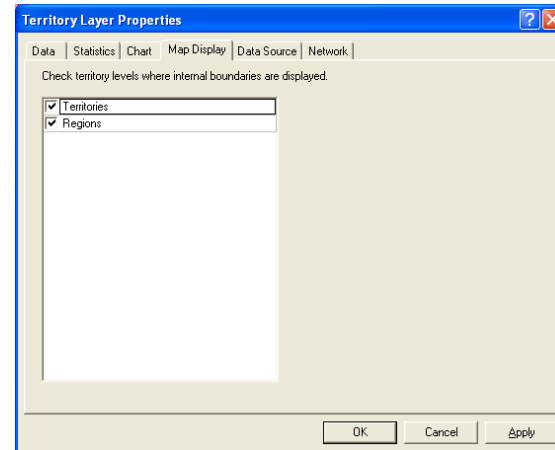 Territory Layer Properties
Data Statistics Chart Map Display Data Source Network
Check territory levels where internal boundaries are displayed.
Territories
Regions
OK Cancel Apply